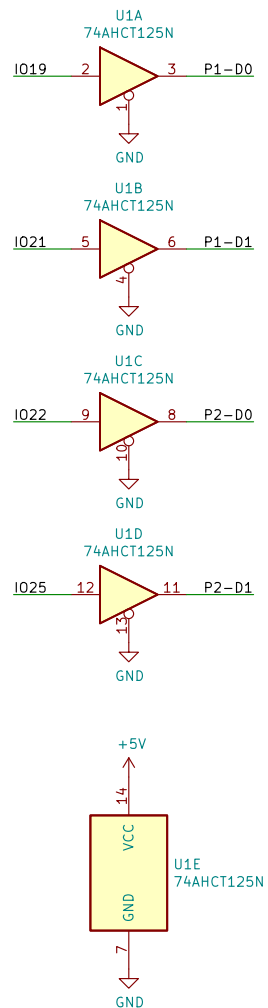 U1A
74AHCT125N
IO19 2 3 P1-D0
1
GND
U1B
74AHCT125N
IO21 5 6 P1-D1
4
GND
U1C
74AHCT125N
IO22 9 8 P2-D0
10
GND
U1D
74AHCT125N
IO25 12 11 P2-D1
13
GND
+5V
14
VCC
U1E
74AHCT125N
GND
7
GND